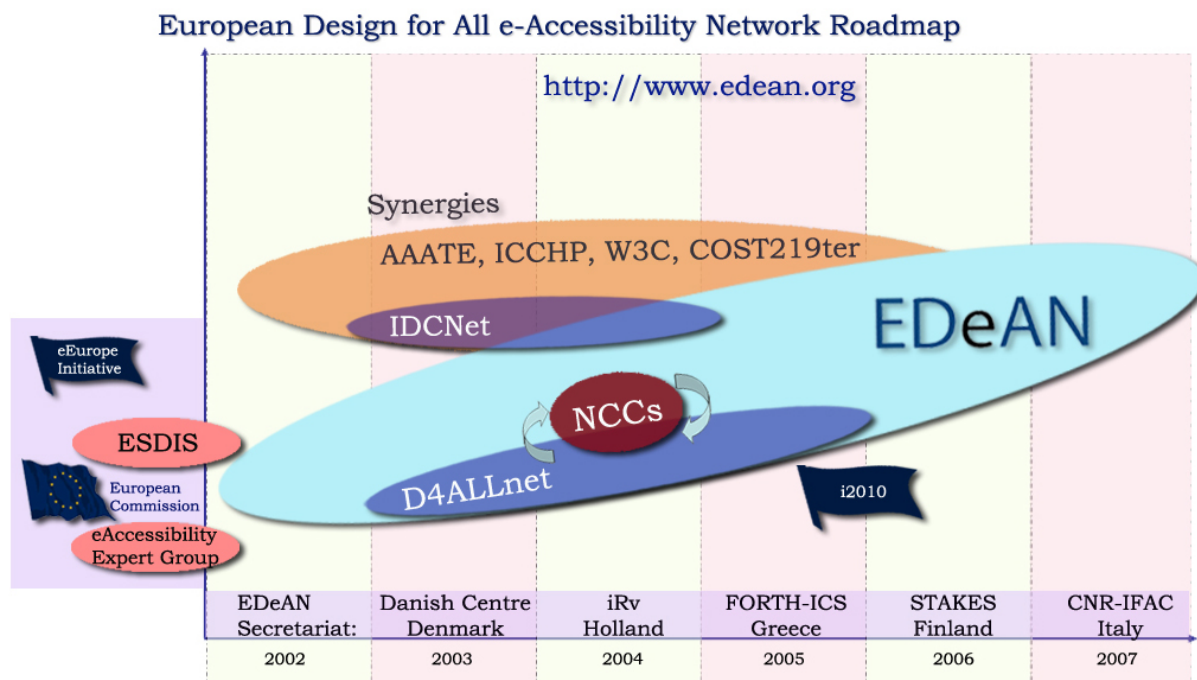 European Design for All e-Accessibility Network Roadmap
http://www.edean.org
Synergies
AAATE, ICCHP, W3C, COST219ter
IDCNet
EDeAN
eEurope
Initiative
NCCs
ESDIS
D4ALLnet
European
Commission
i2010
eAccessibility
Expert Group
EDeAN
Secretariat:
Danish Centre
Denmark
iRv
Holland
FORTH-ICS
Greece
STAKES
Finland
CNR-IFAC
Italy
2002
2003
2004
2005
2006
2007